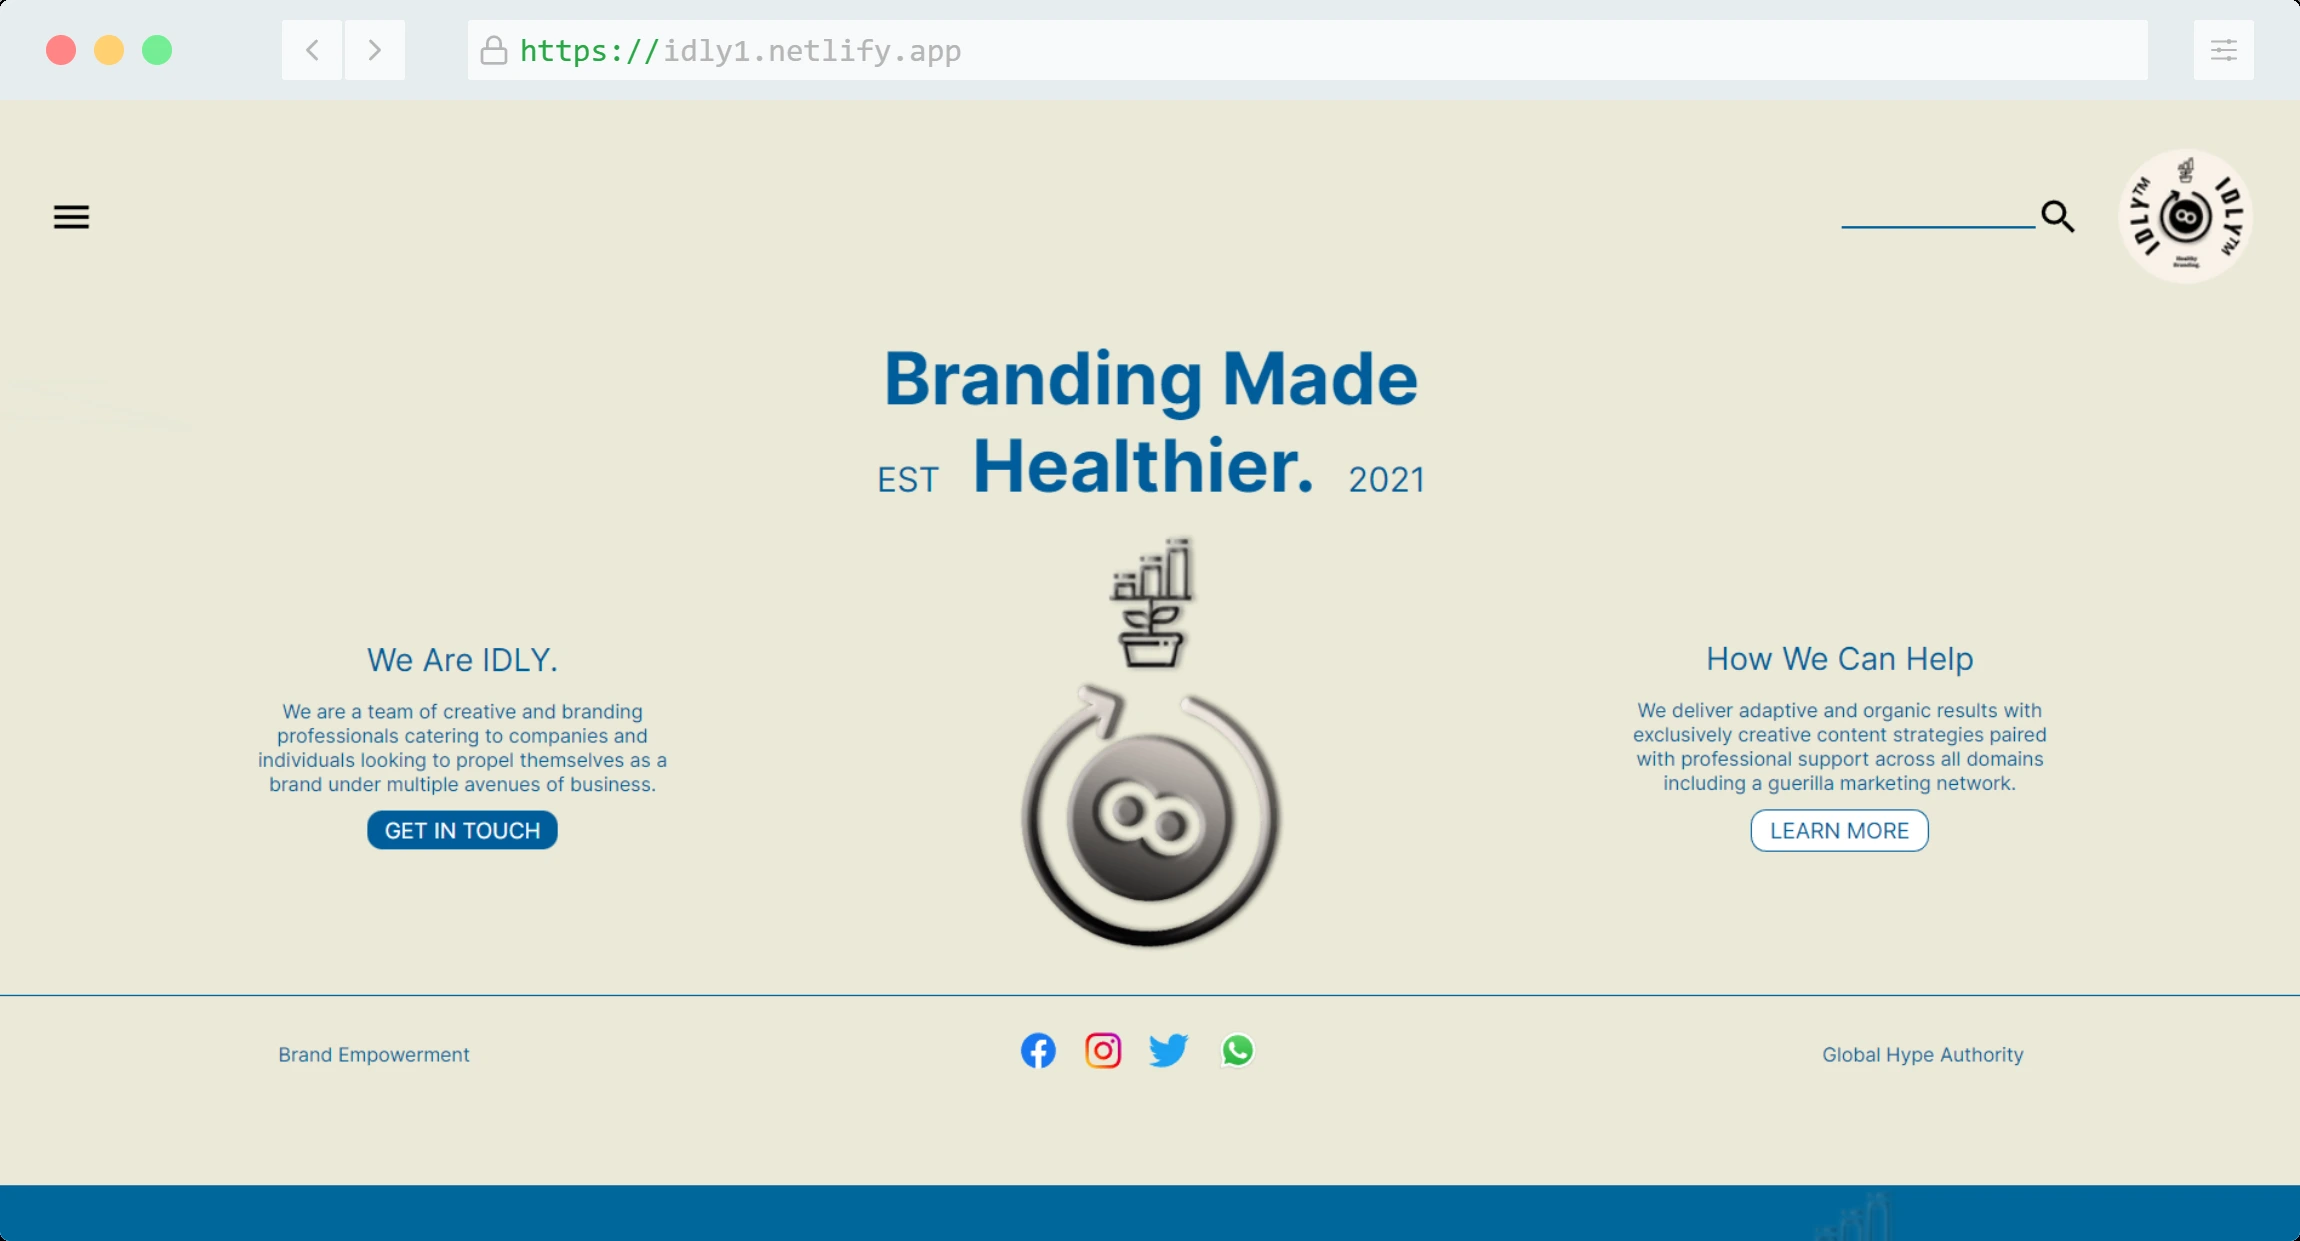 https://idly1.netlify.app
IDLY™
IDLY™
Healthy
Branding.
Branding Made
EST Healthier. 2021
We Are IDLY.
We are a team of creative and branding
professionals catering to companies and
individuals looking to propel themselves as a
brand under multiple avenues of business.
GET IN TOUCH
How We Can Help
We deliver adaptive and organic results with
exclusively creative content strategies paired
with professional support across all domains
including a guerilla marketing network.
LEARN MORE
Brand Empowerment
Global Hype Authority